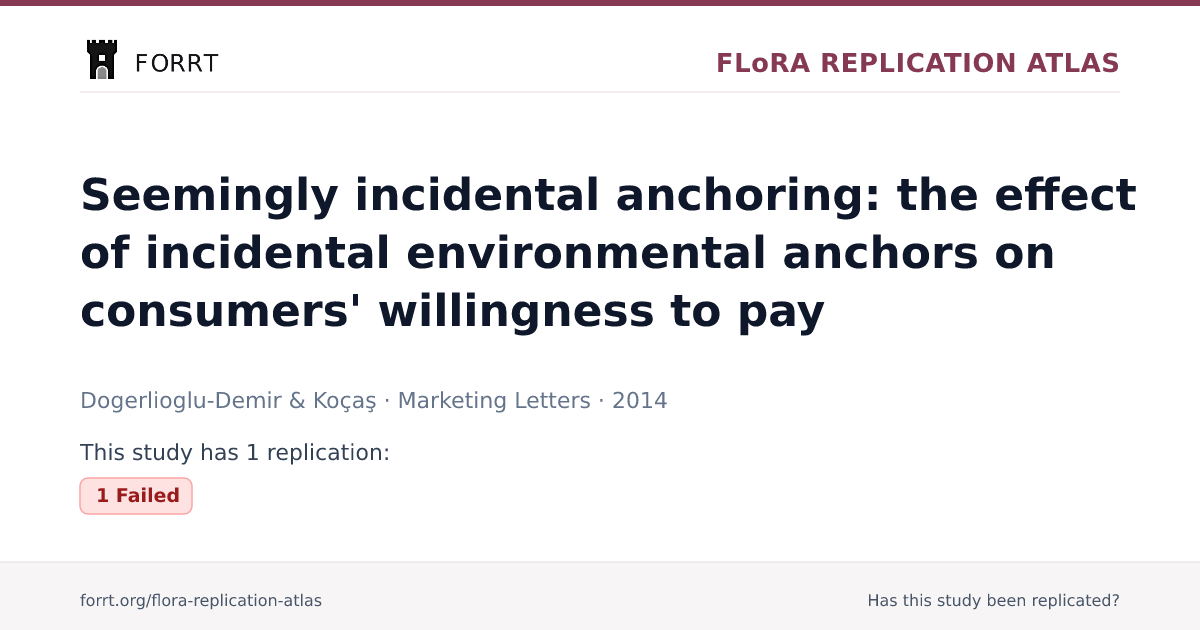 FORRT
FLoRA REPLICATION ATLAS
Seemingly incidental anchoring: the effect
of incidental environmental anchors on
consumers' willingness to pay
Dogerlioglu-Demir & Koçaş · Marketing Letters · 2014
This study has 1 replication:
1 Failed
forrt.org/flora-replication-atlas
Has this study been replicated?